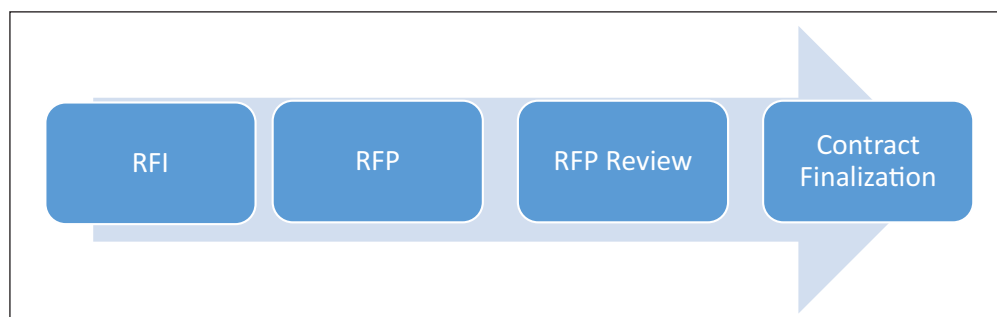 RFI
RFP
RFP Review
Contract
Finalization